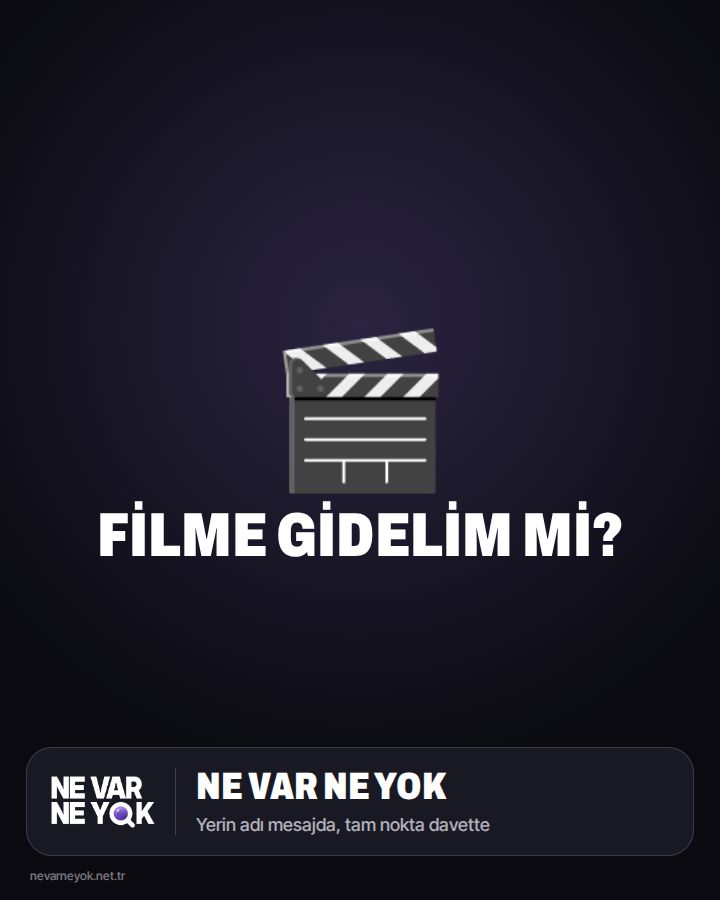 FİLME GİDELİM Mİ?
NE VAR
NE YOK
NE VAR NE YOK
Yerin adı mesajda, tam nokta davette
nevarneyok.net.tr